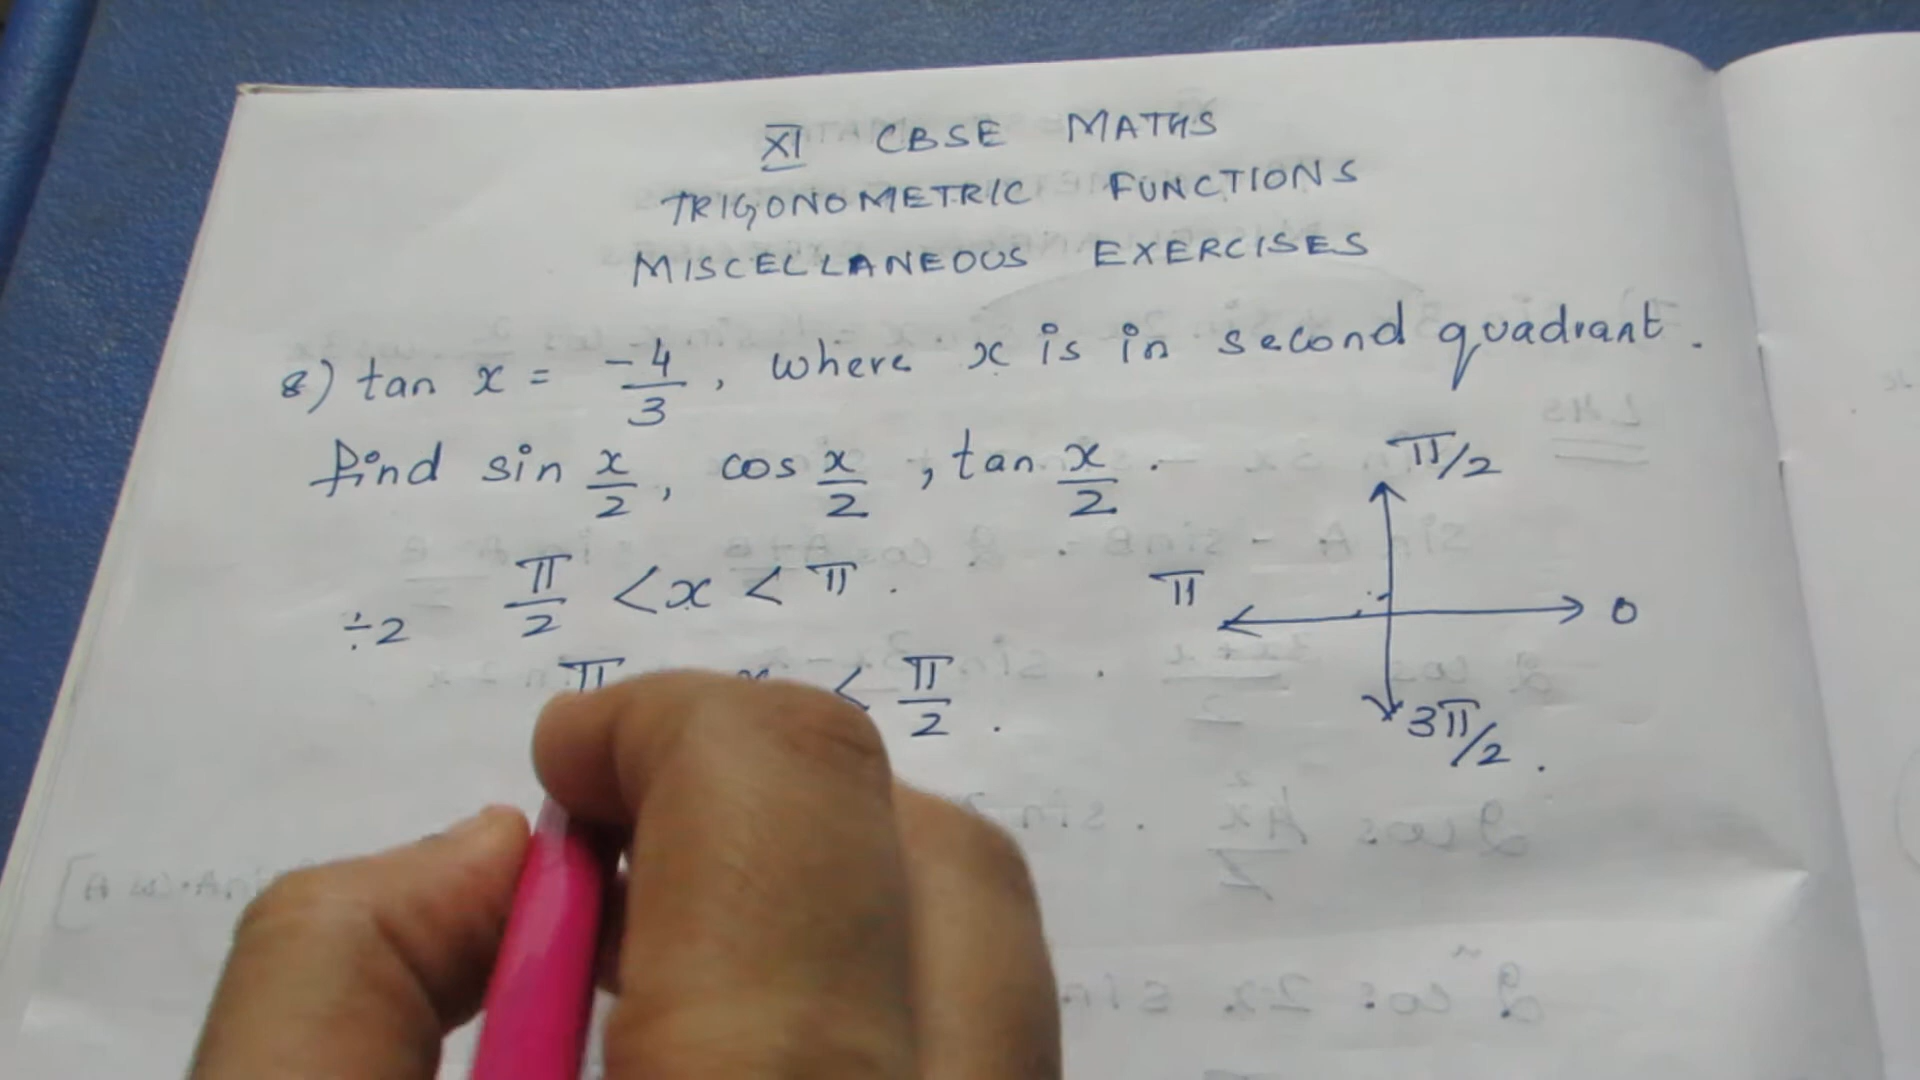 XI CBSE MATHS
TRIGONOMETRIC FUNCTIONS
MISCELLANEOUS EXERCISES
8) tan x = -4/3, where x is in second quadrant.
find sin x/2, cos x/2, tan x/2.
π/2
÷2 π/2 < x < π.
π 0
π x < π/2.
3π/2.